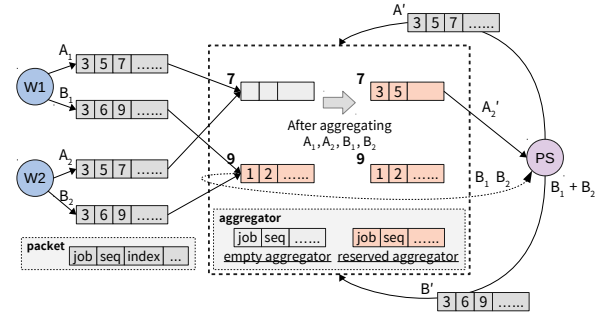 A′
3 5 7 ......
A₁
3 5 7 ......
7
7
3 5
W1
B₁
3 6 9 ......
After aggregating
A₁,A₂,B₁,B₂
A₂′
A₂
3 5 7 ......
9
9
PS
W2
1 2 ......
1 2 ......
B₁ B₂
B₁ + B₂
B₂
3 6 9 ......
aggregator
job seq ......
job seq ......
empty aggregator
reserved aggregator
packet
job seq index ...
B′
3 6 9 ......